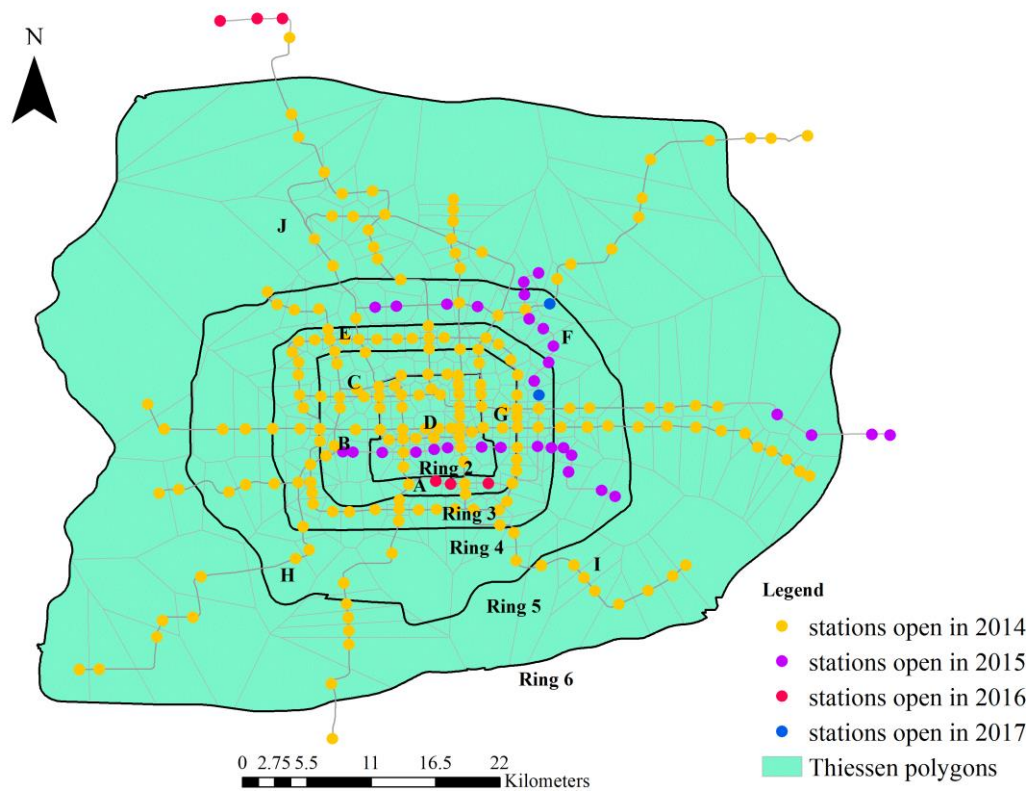 N
J
E
F
C
G
D
B
Ring 2
A
Ring 3
Ring 4
H
I
Ring 5
Ring 6
Legend
stations open in 2014
stations open in 2015
stations open in 2016
stations open in 2017
Thiessen polygons
0 2.75 5.5 11 16.5 22
Kilometers